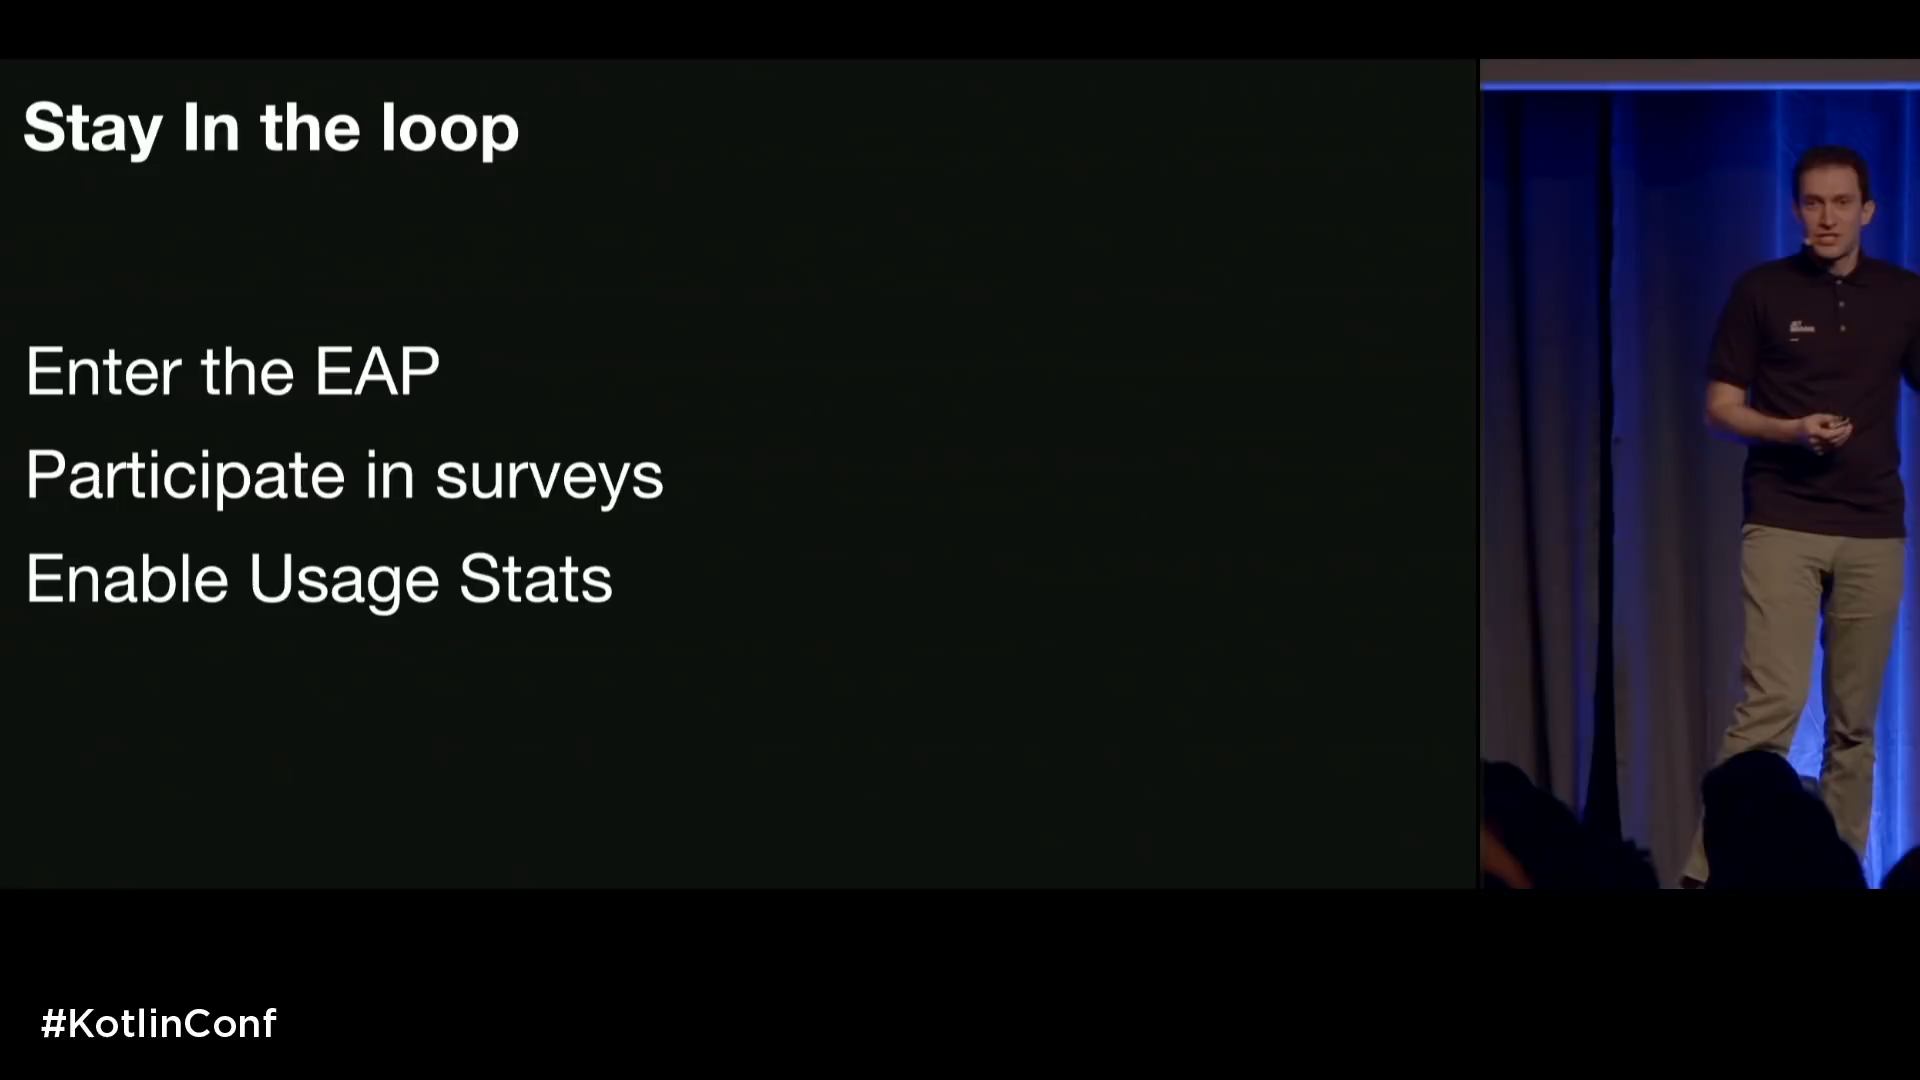 Stay In the loop
Enter the EAP
Participate in surveys
Enable Usage Stats
#KotlinConf